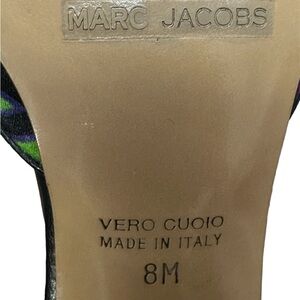 MARC JACOBS
VERO CUOIO
MADE IN ITALY
8M